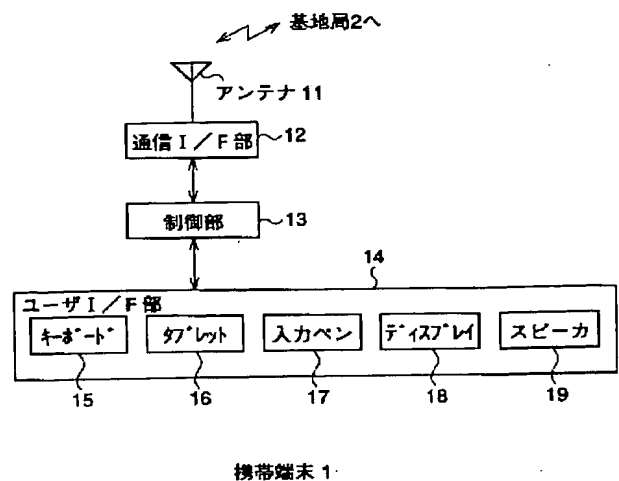 基地局2へ
アンテナ 11
通信Ｉ／Ｆ部 12
制御部 13
14
ユーザＩ／Ｆ部
ｷｰﾎﾞｰﾄﾞ ﾀﾌﾞﾚｯﾄ 入力ペン ﾃﾞｨｽﾌﾟﾚｲ スピーカ
15 16 17 18 19
携帯端末 1